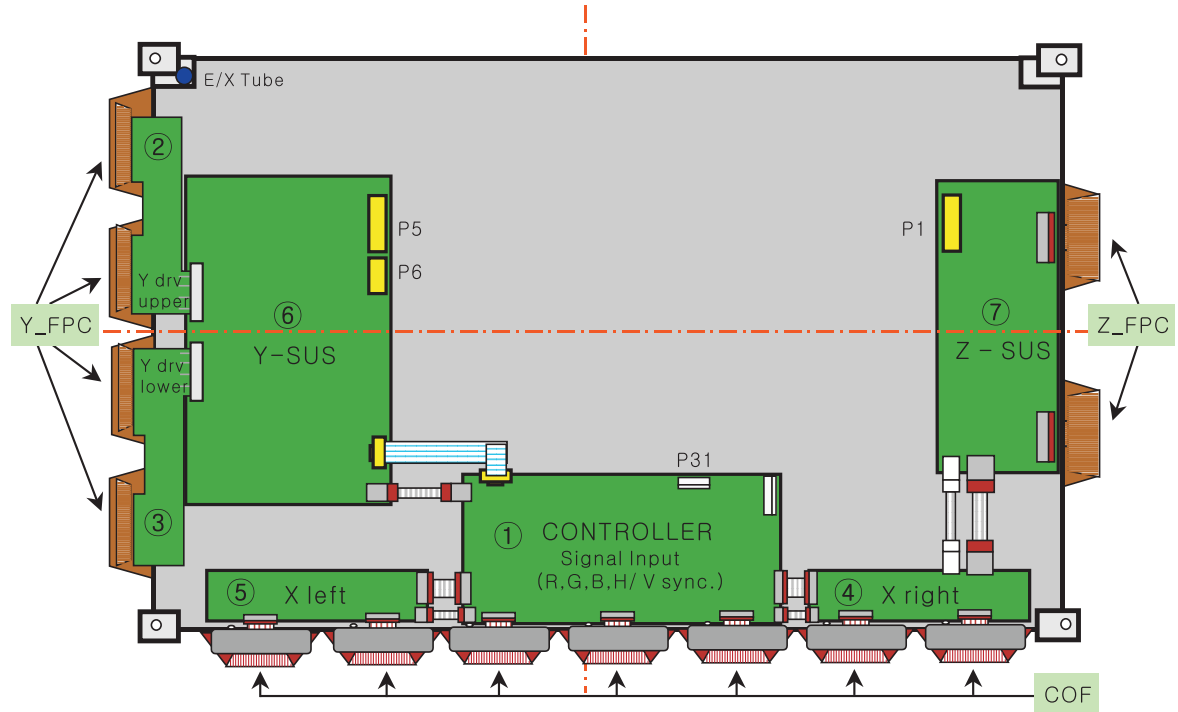 E/X Tube
②
P5
P1
P6
Y drv
upper
Y_FPC
⑥
Y-SUS
⑦
Z - SUS
Z_FPC
Y drv
lower
P31
③
① CONTROLLER
Signal Input
(R,G,B,H/ V sync.)
⑤ X left
④ X right
COF